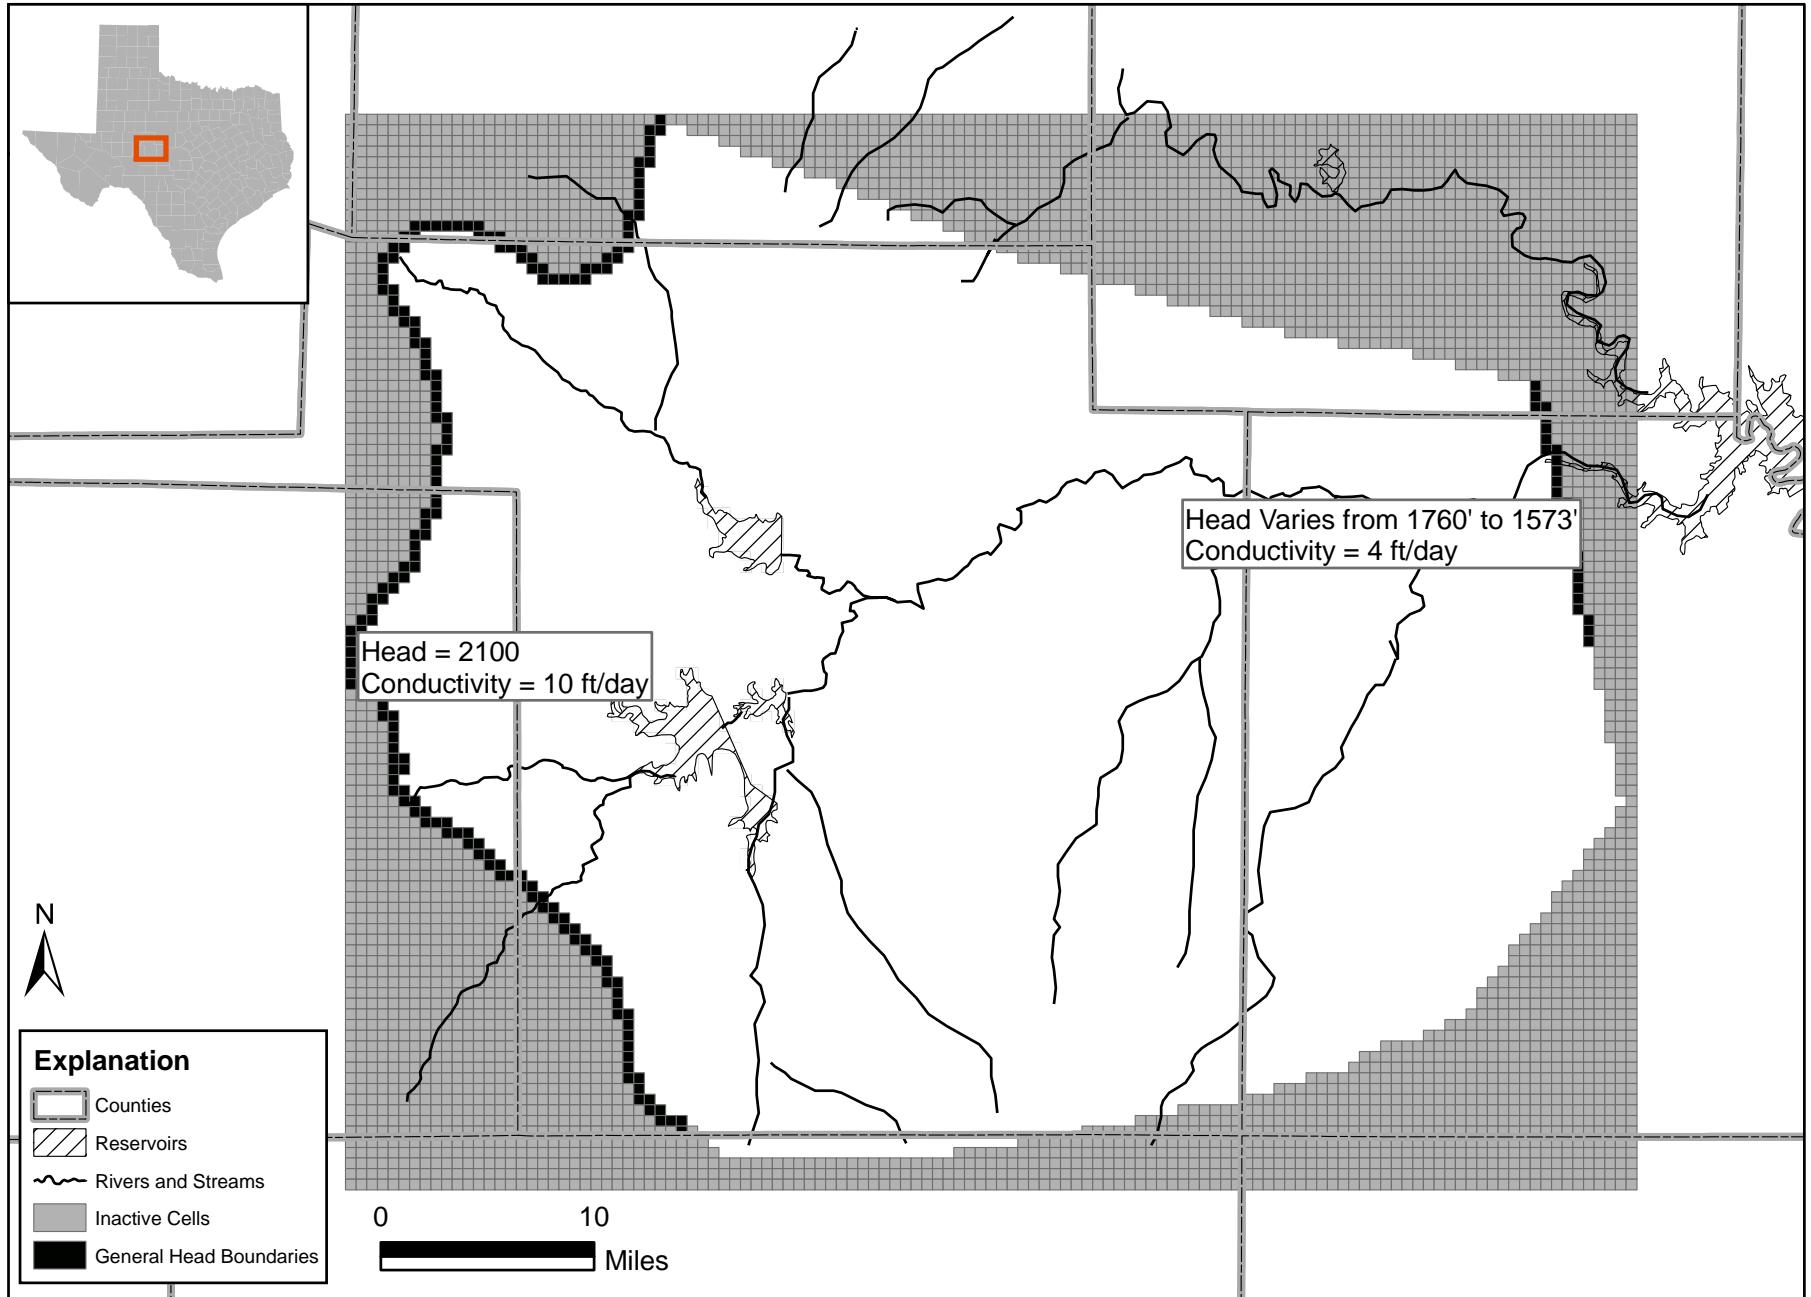 Head Varies from 1760' to 1573'
Conductivity = 4 ft/day
Head = 2100
Conductivity = 10 ft/day
N
Explanation
Counties
Reservoirs
Rivers and Streams
Inactive Cells
General Head Boundaries
0 10
Miles